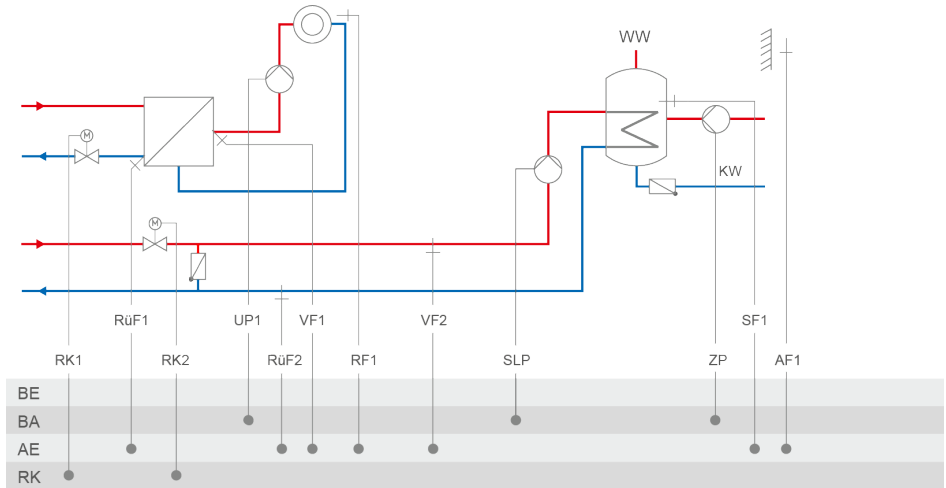 WW
M
KW
M
RüF1 UP1 VF1 VF2 SF1
RK1 RK2 RüF2 RF1 SLP ZP AF1
BE
BA
AE
RK